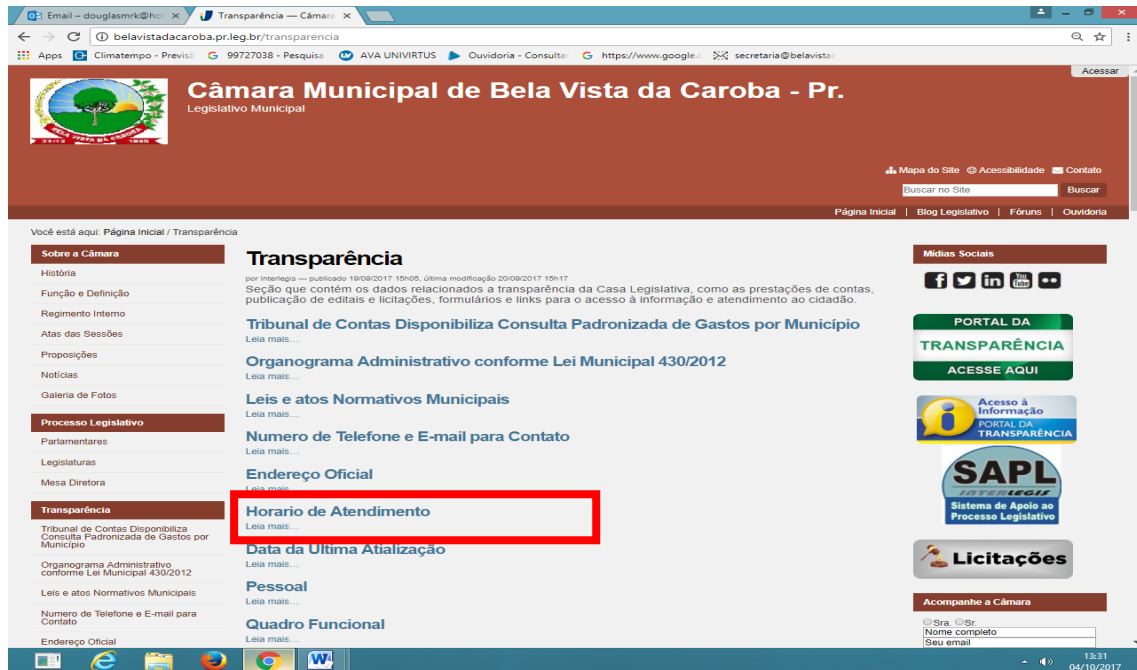 Email – douglasmrk@ho
Transparência — Câmara
belavistadacaroba.pr.leg.br/transparencia
Apps
Climatempo - Previs
99727038 - Pesquisa
AVA UNIVIRTUS
Ouvidoria - Consulta
https://www.google.
secretaria@belavista
Acessar
Câmara Municipal de Bela Vista da Caroba - Pr.
Legislativo Municipal
BELA VISTA DA CAROBA
Mapa do Site
Acessibilidade
Contato
Buscar no Site
Buscar
Página Inicial | Blog Legislativo | Fóruns | Ouvidoria
Você está aqui: Página Inicial / Transparência
Sobre a Câmara
História
Função e Definição
Regimento Interno
Atas das Sessões
Proposições
Notícias
Galeria de Fotos
Processo Legislativo
Parlamentares
Legislaturas
Mesa Diretora
Transparência
Tribunal de Contas Disponibiliza
Consulta Padronizada de Gastos por
Município
Organograma Administrativo
conforme Lei Municipal 430/2012
Leis e atos Normativos Municipais
Numero de Telefone e E-mail para
Contato
Endereço Oficial
Transparência
por Interlegis — publicado 19/09/2017 15h05, última modificação 20/09/2017 15h17
Seção que contém os dados relacionados a transparência da Casa Legislativa, como as prestações de contas,
publicação de editais e licitações, formulários e links para o acesso à informação e atendimento ao cidadão.
Tribunal de Contas Disponibiliza Consulta Padronizada de Gastos por Município
Leia mais…
Organograma Administrativo conforme Lei Municipal 430/2012
Leia mais…
Leis e atos Normativos Municipais
Leia mais…
Numero de Telefone e E-mail para Contato
Leia mais…
Endereço Oficial
Leia mais…
Horario de Atendimento
Leia mais…
Data da Ultima Atialização
Leia mais…
Pessoal
Leia mais…
Quadro Funcional
Leia mais…
Mídias Sociais
You
Tube
PORTAL DA
TRANSPARÊNCIA
ACESSE AQUI
Acesso à
Informação
PORTAL DA
TRANSPARÊNCIA
SAPL
INTERLEGIS
Sistema de Apoio ao
Processo Legislativo
Licitações
Acompanhe a Câmara
Sra. Sr.
Nome completo
Seu email
13:31
04/10/2017